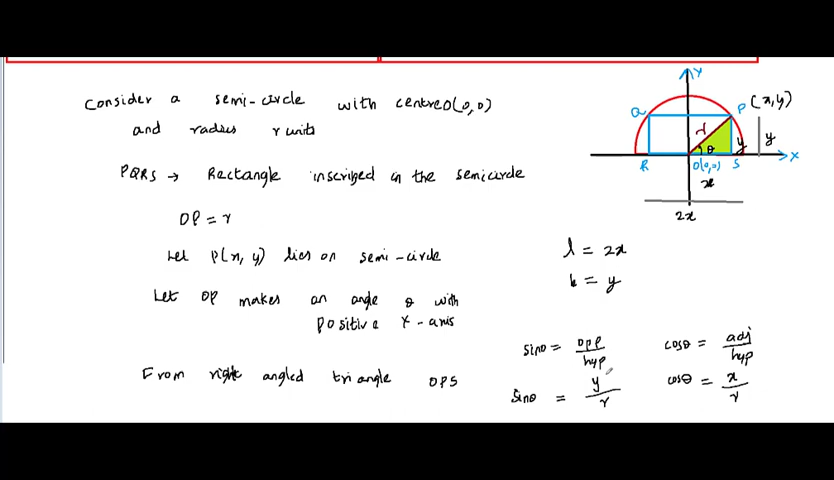 Consider a semi-circle with centre O(0,0)
and radius r units
PQRS → Rectangle inscribed in the semicircle
OP = r
Let P(x, y) lies on semi-circle
Let OP makes an angle θ with
positive X-axis
From right angled triangle OPS
Y
Q
P (x,y)
r
θ
y
y
R
O(0,0)
S
X
x
2x
l = 2x
b = y
sinθ = opp/hyp
cosθ = adj/hyp
sinθ = y/r
cosθ = x/r